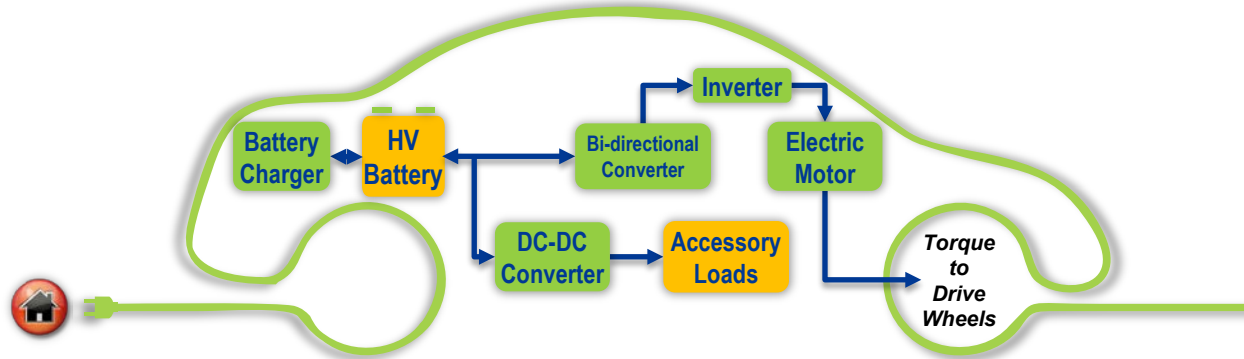 Inverter
Battery
Charger
HV
Battery
Bi-directional
Converter
Electric
Motor
DC-DC
Converter
Accessory
Loads
Torque
to
Drive
Wheels